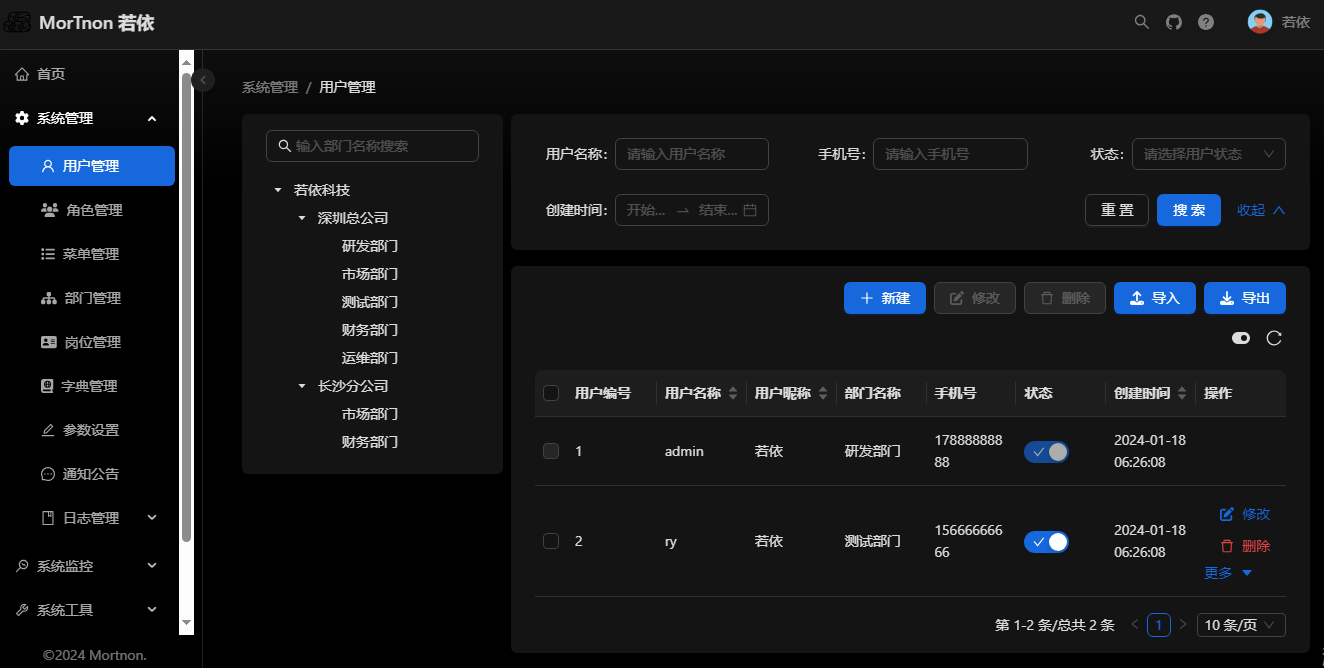 MorTnon 若依
若依
首页
系统管理
用户管理
角色管理
菜单管理
部门管理
岗位管理
字典管理
参数设置
通知公告
日志管理
系统监控
系统工具
©2024 Mortnon.
系统管理 / 用户管理
输入部门名称搜索
若依科技
深圳总公司
研发部门
市场部门
测试部门
财务部门
运维部门
长沙分公司
市场部门
财务部门
用户名称: 请输入用户名称 手机号: 请输入手机号 状态: 请选择用户状态
创建时间: 开始... 结束... 重 置 搜 索 收起
新建 修改 删除 导入 导出
用户编号 用户名称 用户昵称 部门名称 手机号 状态 创建时间 操作
1 admin 若依 研发部门 178888888
88 2024-01-18
06:26:08
2 ry 若依 测试部门 156666666
66 2024-01-18
06:26:08
修改
删除
更多
第 1-2 条/总共 2 条 1 10 条/页